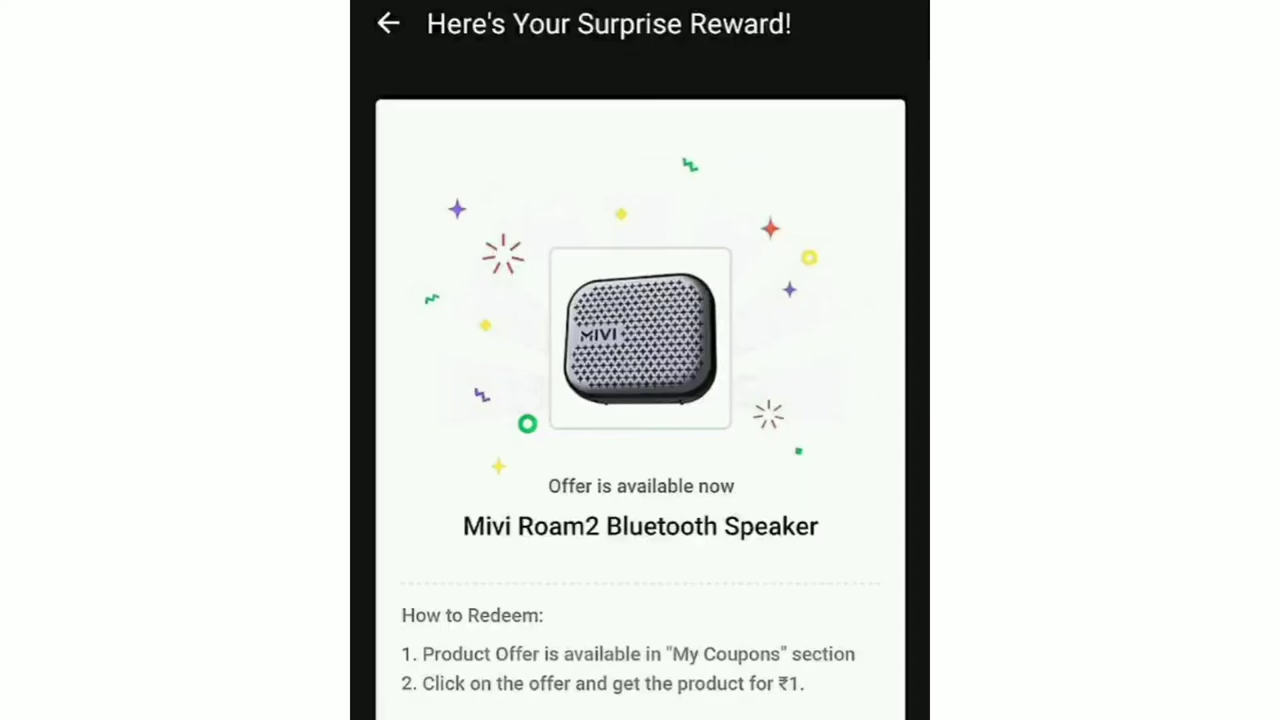 Here's Your Surprise Reward!
MIVI
Offer is available now
Mivi Roam2 Bluetooth Speaker
How to Redeem:
1. Product Offer is available in "My Coupons" section
2. Click on the offer and get the product for ₹1.